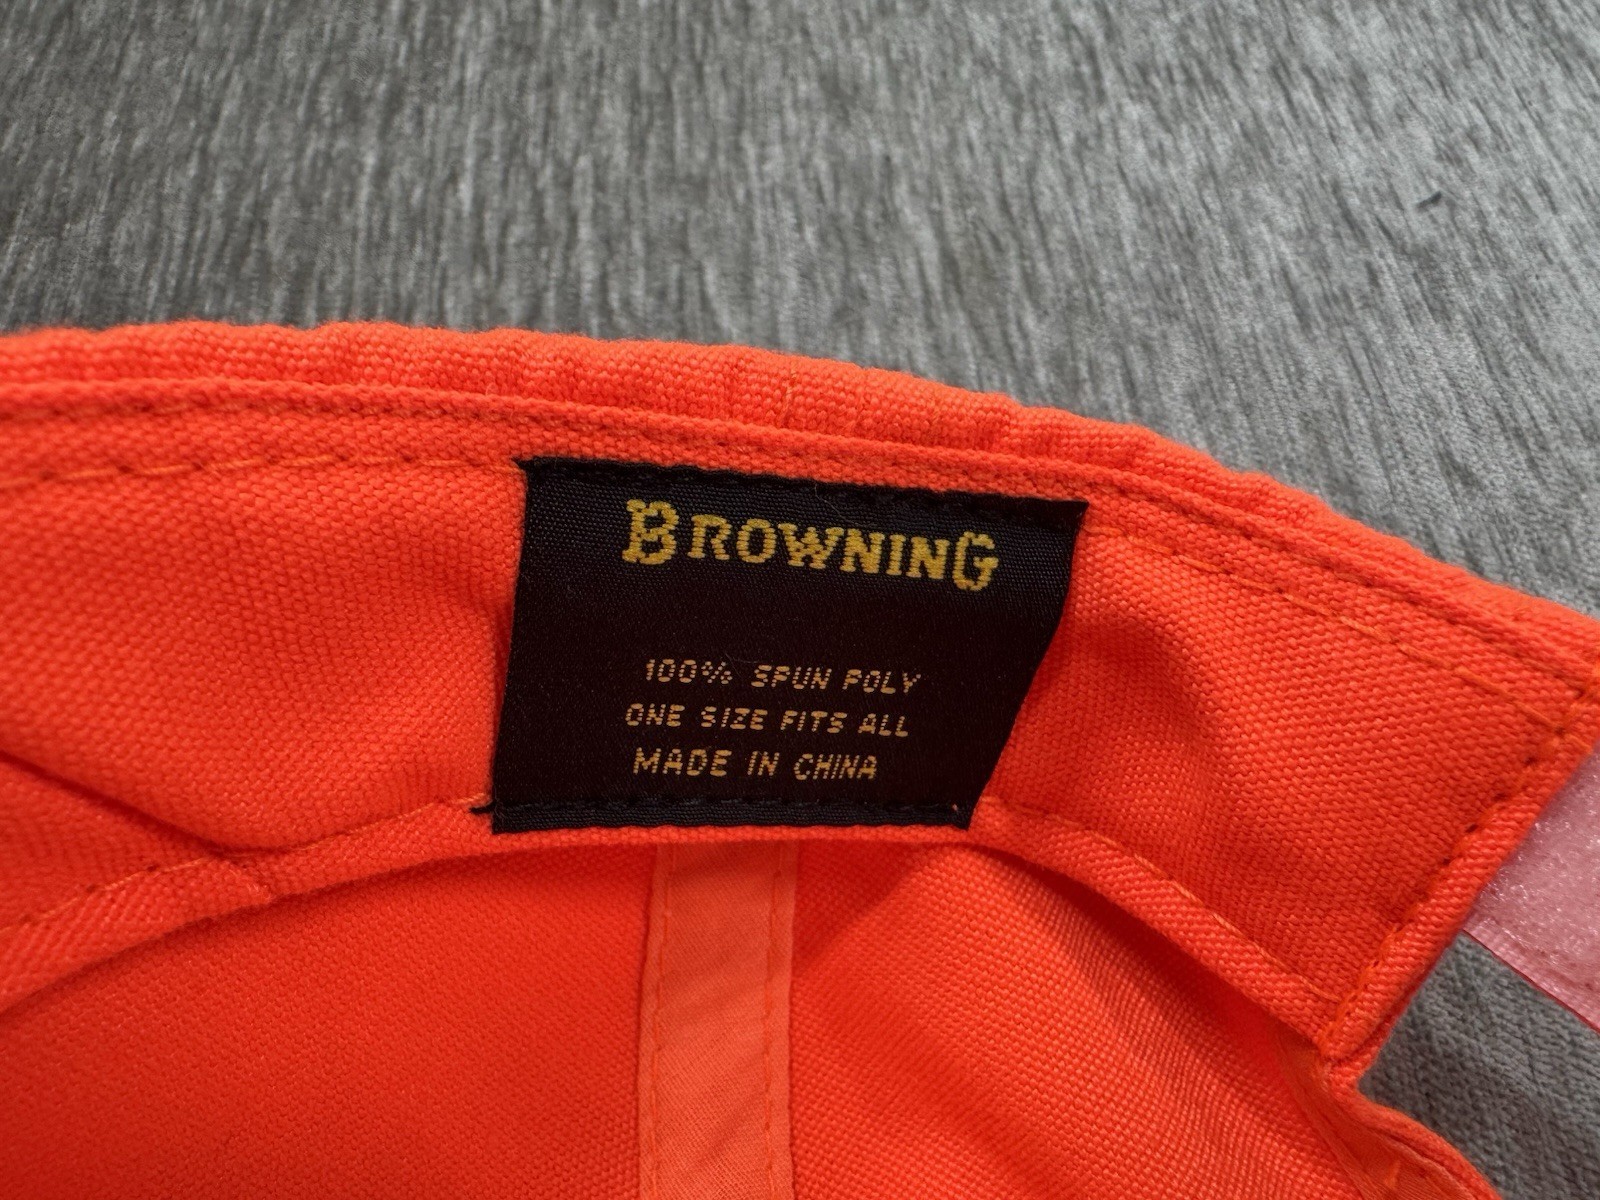 BROWNING
100% SPUN POLY
ONE SIZE FITS ALL
MADE IN CHINA